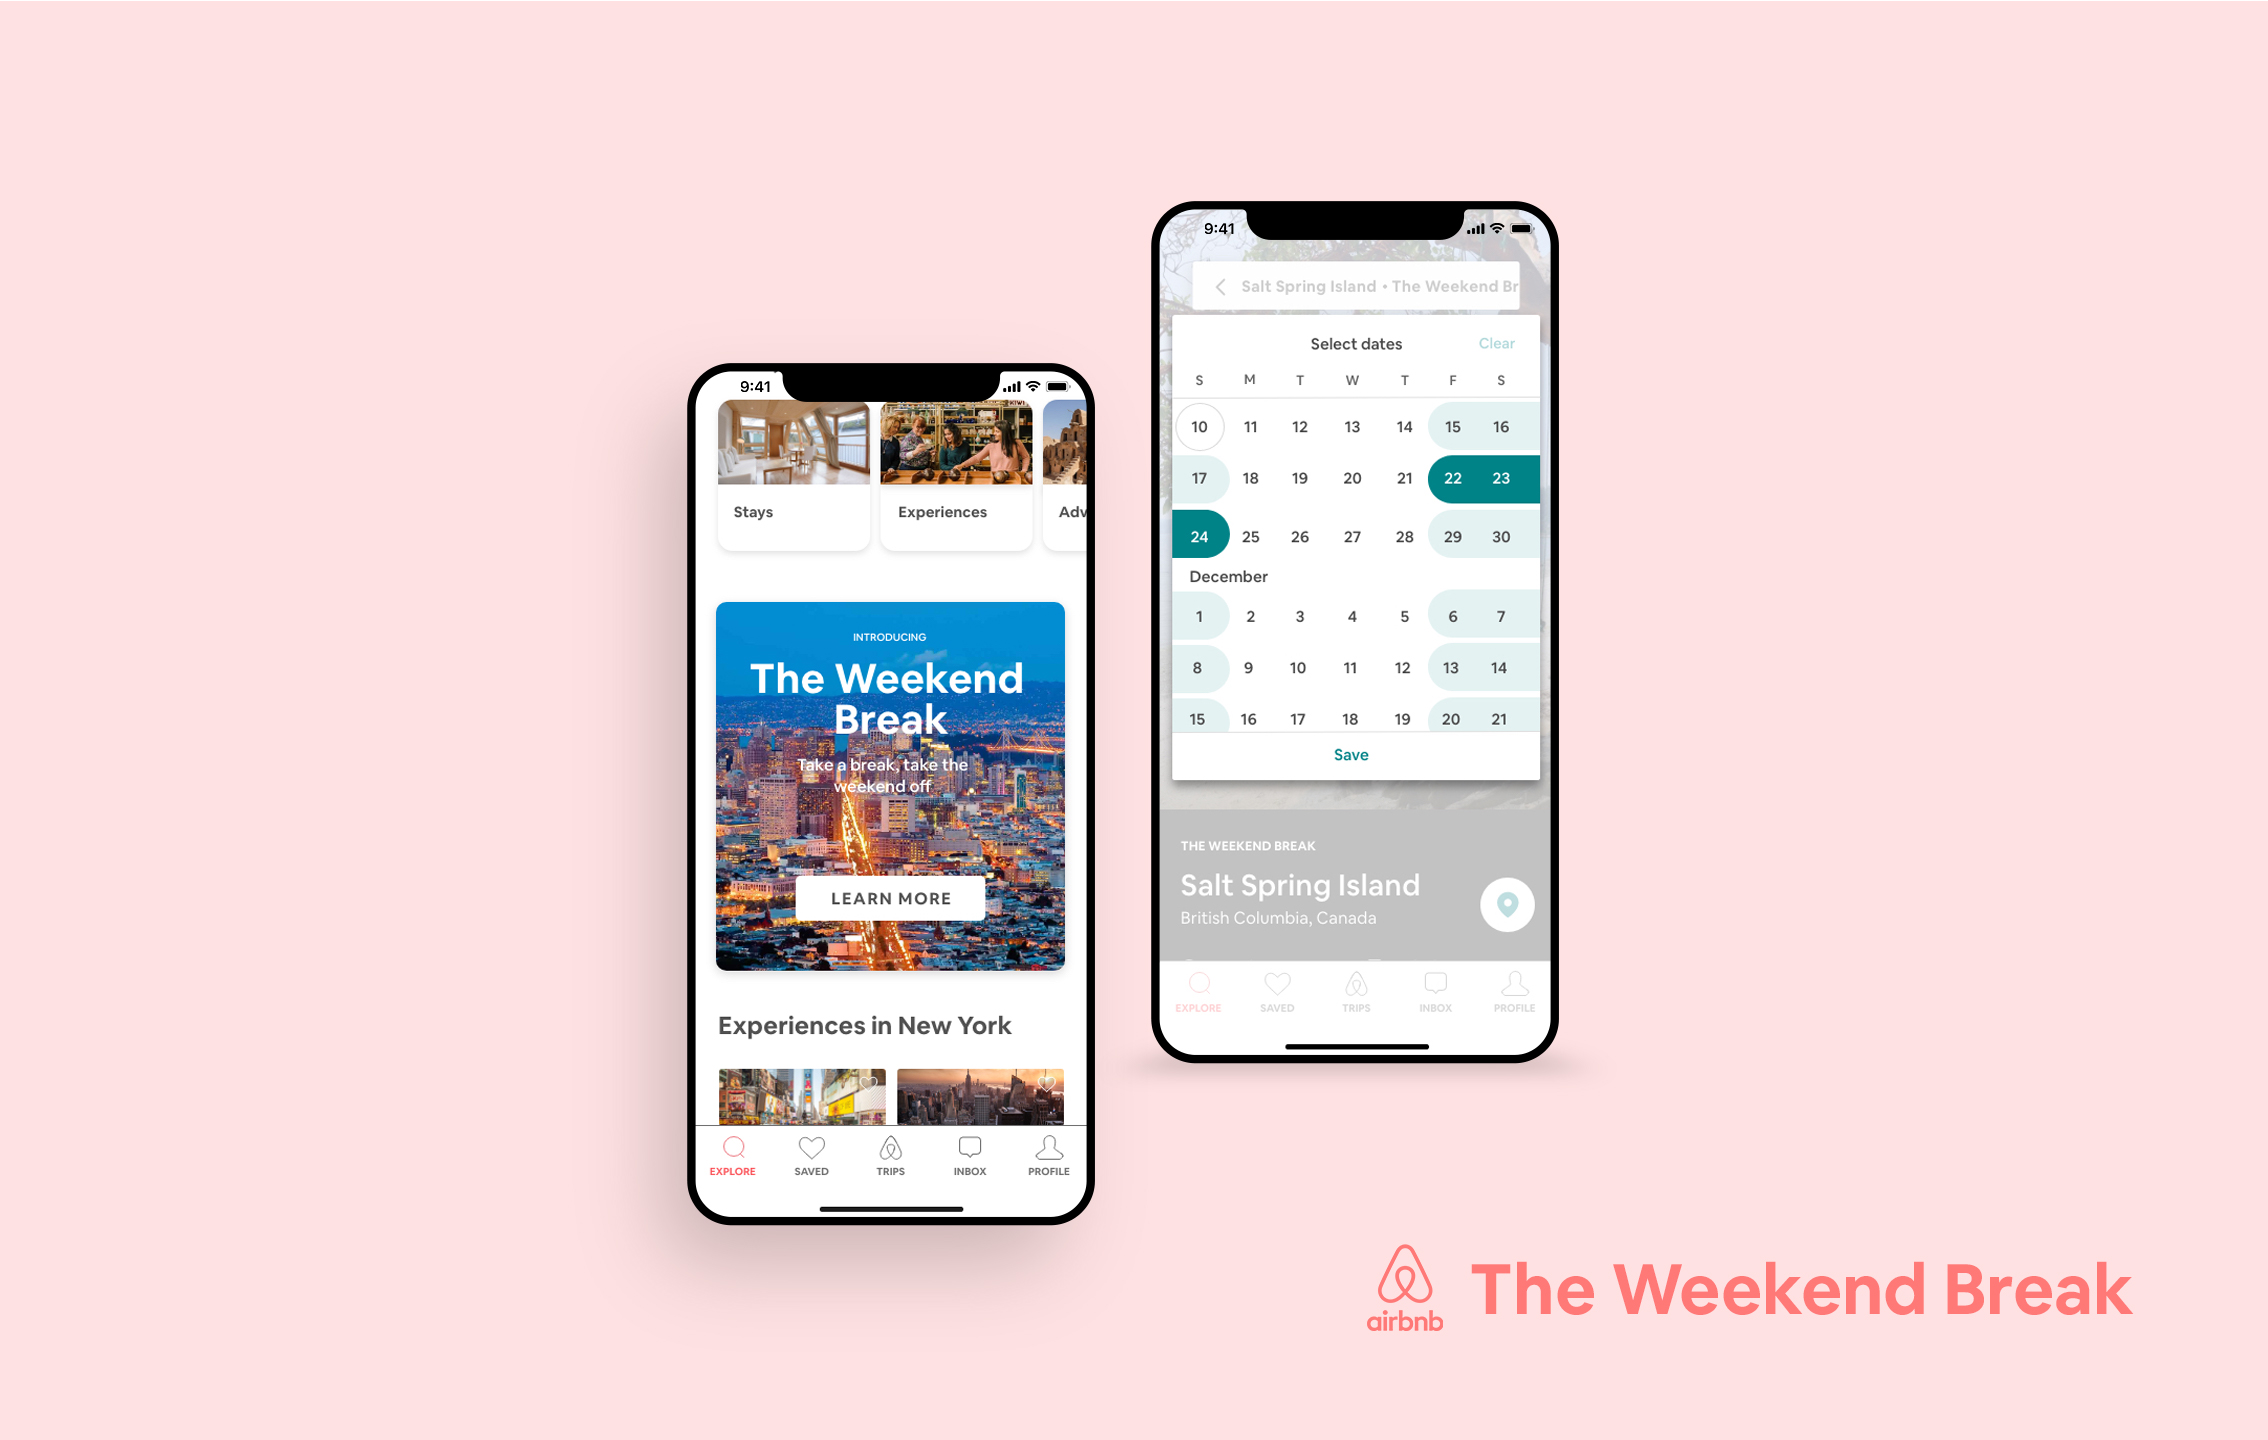 9:41
KIWI
Stays
Experiences
Adv
INTRODUCING
The Weekend
Break
Take a break, take the
weekend off
LEARN MORE
Experiences in New York
EXPLORE SAVED TRIPS INBOX PROFILE
9:41
Salt Spring Island • The Weekend Br
Select dates Clear
S M T W T F S
10 11 12 13 14 15 16
17 18 19 20 21 22 23
24 25 26 27 28 29 30
December
1 2 3 4 5 6 7
8 9 10 11 12 13 14
15 16 17 18 19 20 21
Save
THE WEEKEND BREAK
Salt Spring Island
British Columbia, Canada
EXPLORE SAVED TRIPS INBOX PROFILE
airbnb
The Weekend Break